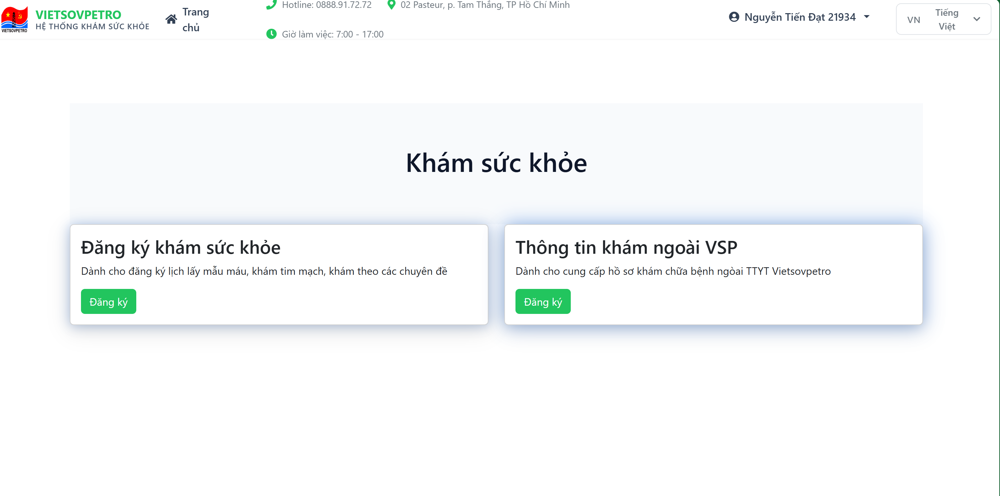 VIETSOVPETRO
VIETSOVPETRO
HỆ THỐNG KHÁM SỨC KHỎE
Trang
chủ
Hotline: 0888.91.72.72
02 Pasteur, p. Tam Thắng, TP Hồ Chí Minh
Giờ làm việc: 7:00 - 17:00
Nguyễn Tiến Đạt 21934
VN
Tiếng
Việt
Khám sức khỏe
Đăng ký khám sức khỏe
Dành cho đăng ký lịch lấy mẫu máu, khám tim mạch, khám theo các chuyên đề
Đăng ký
Thông tin khám ngoài VSP
Dành cho cung cấp hồ sơ khám chữa bệnh ngòai TTYT Vietsovpetro
Đăng ký